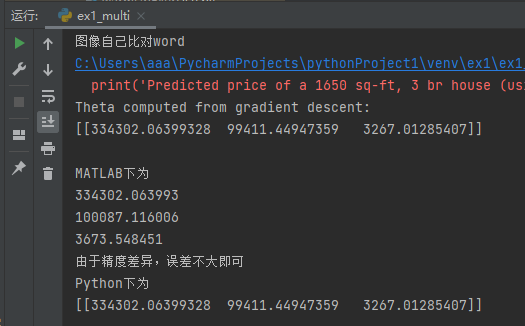 运行: ex1_multi
图像自己比对word
C:\Users\aaa\PycharmProjects\pythonProject1\venv\ex1\ex1
print('Predicted price of a 1650 sq-ft, 3 br house (usi
Theta computed from gradient descent:
[[334302.06399328 99411.44947359 3267.01285407]]
MATLAB下为
334302.063993
100087.116006
3673.548451
由于精度差异，误差不大即可
Python下为
[[334302.06399328 99411.44947359 3267.01285407]]